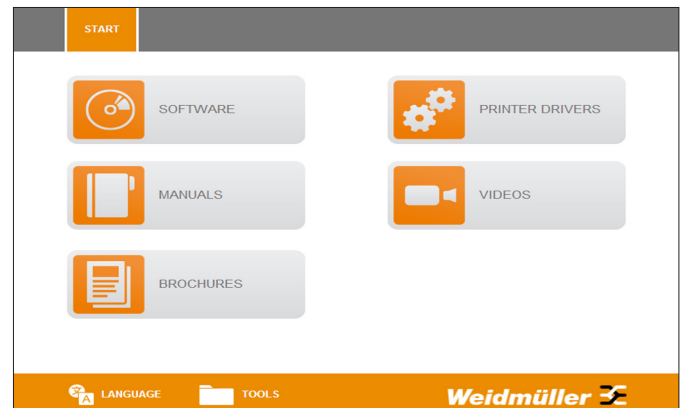 START
SOFTWARE
PRINTER DRIVERS
MANUALS
VIDEOS
BROCHURES
LANGUAGE
TOOLS
Weidmüller